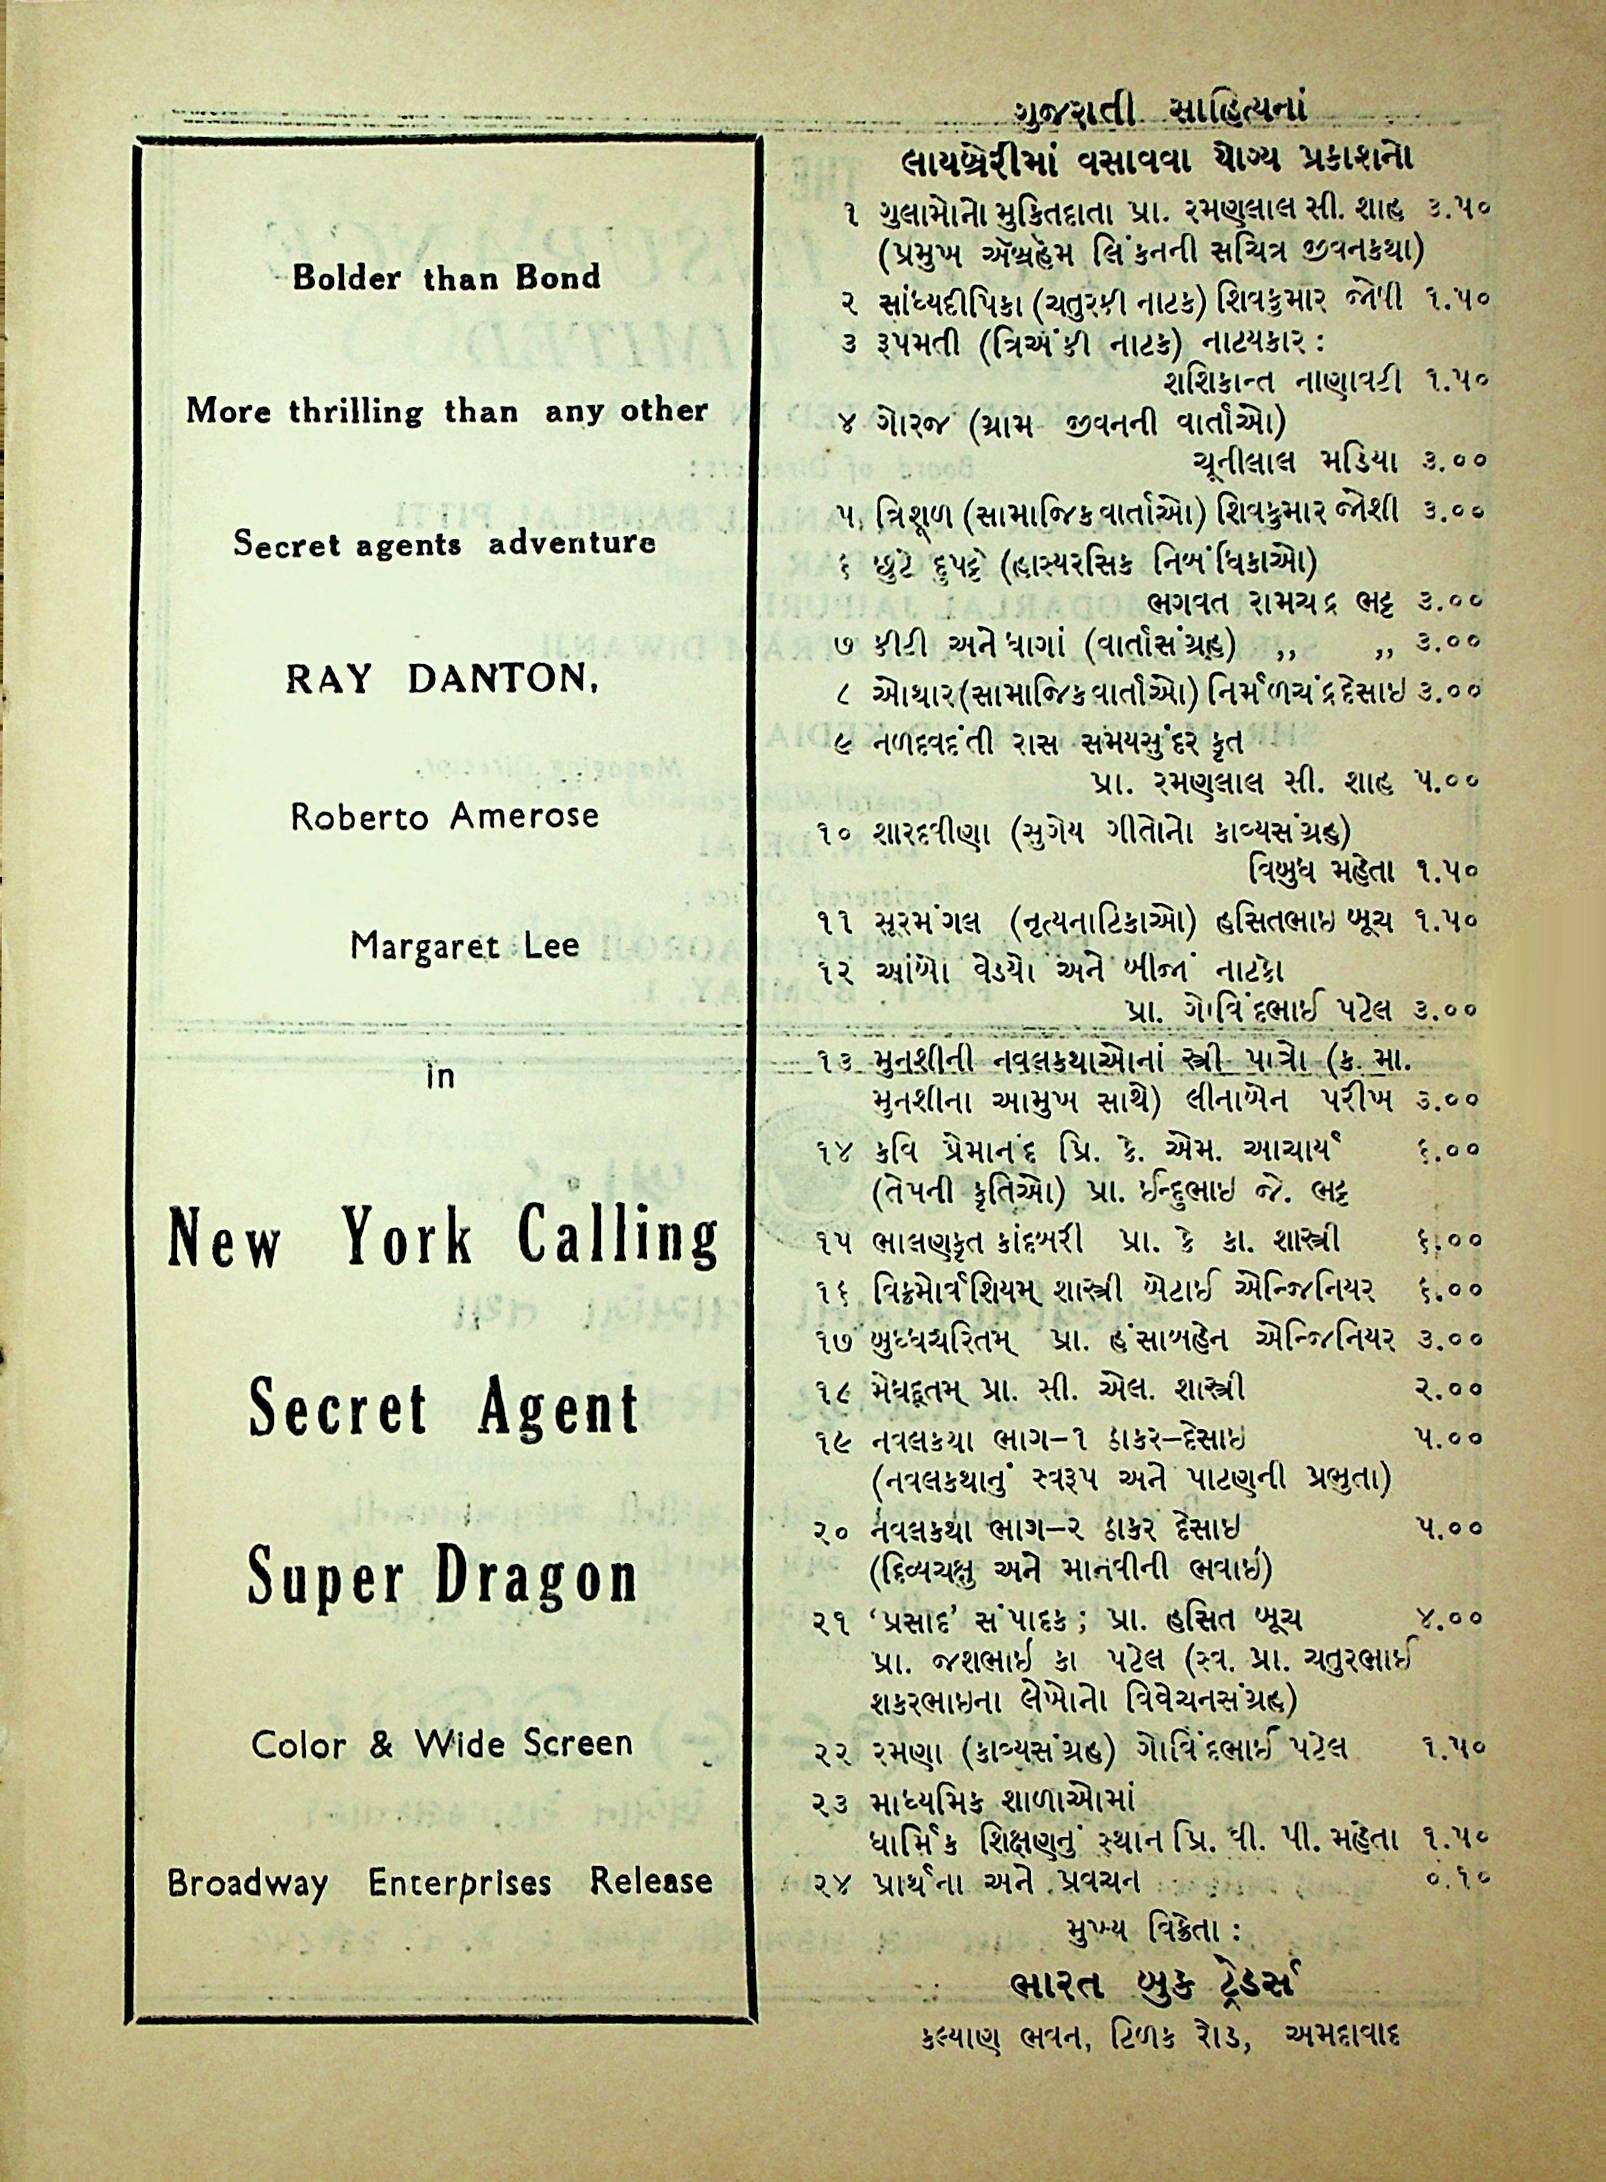 Bolder than Bond
More thrilling than any other
Secret agents adventure
RAY DANTON,
Roberto Amerose
Margaret Lee
in
New York Calling
Secret Agent
Super Dragon
Color & Wide Screen
Broadway Enterprises Release
ગુજરાતી સાહિત્યનાં
લાયબ્રેરીમાં વસાવવા યોગ્ય પ્રકાશનો
૧ ગુલામોનો મુક્તિદાતા પ્રા. રમણલાલ સી. શાહ ૩.૫૦
(પ્રમુખ એબ્રહેમ લિંકનની સચિત્ર જીવનકથા)
૨ સાંધ્યદીપિકા (ચતુરંકી નાટક) શિવકુમાર જોષી ૧.૫૦
૩ રૂપમતી (ત્રિઅંકી નાટક) નાટયકાર :
શશિકાન્ત નાણાવટી ૧.૫૦
૪ ગોરજ (ગ્રામ જીવનની વાર્તાઓ)
ચૂનીલાલ મડિયા ૩.૦૦
૫. ત્રિશૂળ (સામાજિક વાર્તાઓ) શિવકુમાર જોશી ૩.૦૦
૬ છુટે દુપટ્ટે (હાસ્યરસિક નિબંધિકાઓ)
ભગવત રામચંદ્ર ભટ્ટ ૩.૦૦
૭ કીટી અને ધાગાં (વાર્તાસંગ્રહ) ,, ,, ૩.૦૦
૮ ઓથાર (સામાજિક વાર્તાઓ) નિર્મળચંદ્ર દેસાઇ ૩.૦૦
૯ નળદવદંતી રાસ સમયસુંદર કૃત
પ્રા. રમણલાલ સી. શાહ ૫.૦૦
૧૦ શારદવીણા (સુગેય ગીતોનો કાવ્યસંગ્રહ)
વિબુધ મહેતા ૧.૫૦
૧૧ સૂરમંગલ (નૃત્યનાટિકાઓ) હસિતભાઇ બૂચ ૧.૫૦
૧૨ આંબો વેડયો અને બીજાં નાટકો
પ્રા. ગોવિંદભાઈ પટેલ ૩.૦૦
૧૩ મુનશીની નવલકથાઓનાં સ્ત્રી પાત્રો (ક. મા.
મુનશીના આમુખ સાથે) લીનાબેન પરીખ ૩.૦૦
૧૪ કવિ પ્રેમાનંદ પ્રિ. કે. એમ. આચાર્ય ૬.૦૦
(તેપની કૃતિઓ) પ્રા. ઈન્દુભાઇ જે. ભટ્ટ
૧૫ ભાલણકૃત કાંદબરી પ્રા. કે કા. શાસ્ત્રી ૬.૦૦
૧૬ વિક્રમોર્વશિયમ્ શાસ્ત્રી બેટાઈ એન્જિનિયર ૬.૦૦
૧૭ બુધ્ધચરિતમ્ પ્રા. હંસાબહેન એન્જિનિયર ૩.૦૦
૧૮ મેઘદૂતમ્ પ્રા. સી. એલ. શાસ્ત્રી ૨.૦૦
૧૯ નવલકથા ભાગ-૧ ઠાકર-દેસાઇ ૫.૦૦
(નવલકથાનું સ્વરૂપ અને પાટણની પ્રભુતા)
૨૦ નવલકથા ભાગ-૨ ઠાકર દેસાઇ ૫.૦૦
(દિવ્યચક્ષુ અને માનવીની ભવાઈ)
૨૧ ‘પ્રસાદ’ સંપાદક; પ્રા. હસિત બૂચ ૪.૦૦
પ્રા. જશભાઈ કા પટેલ (સ્વ. પ્રા. ચતુરભાઈ
શંકરભાઇના લેખોનો વિવેચનસંગ્રહ)
૨૨ રમણા (કાવ્યસંગ્રહ) ગોવિંદભાઈ પટેલ ૧.૫૦
૨૩ માધ્યમિક શાળાઓમાં
ધાર્મિક શિક્ષણનું સ્થાન પ્રિ. વી. પી. મહેતા ૧.૫૦
૨૪ પ્રાર્થના અને પ્રવચન ૦.૬૦
મુખ્ય વિક્રેતા :
ભારત બુક ટ્રેડર્સ
કલ્યાણ ભવન, ટિળક રોડ, અમદાવાદ